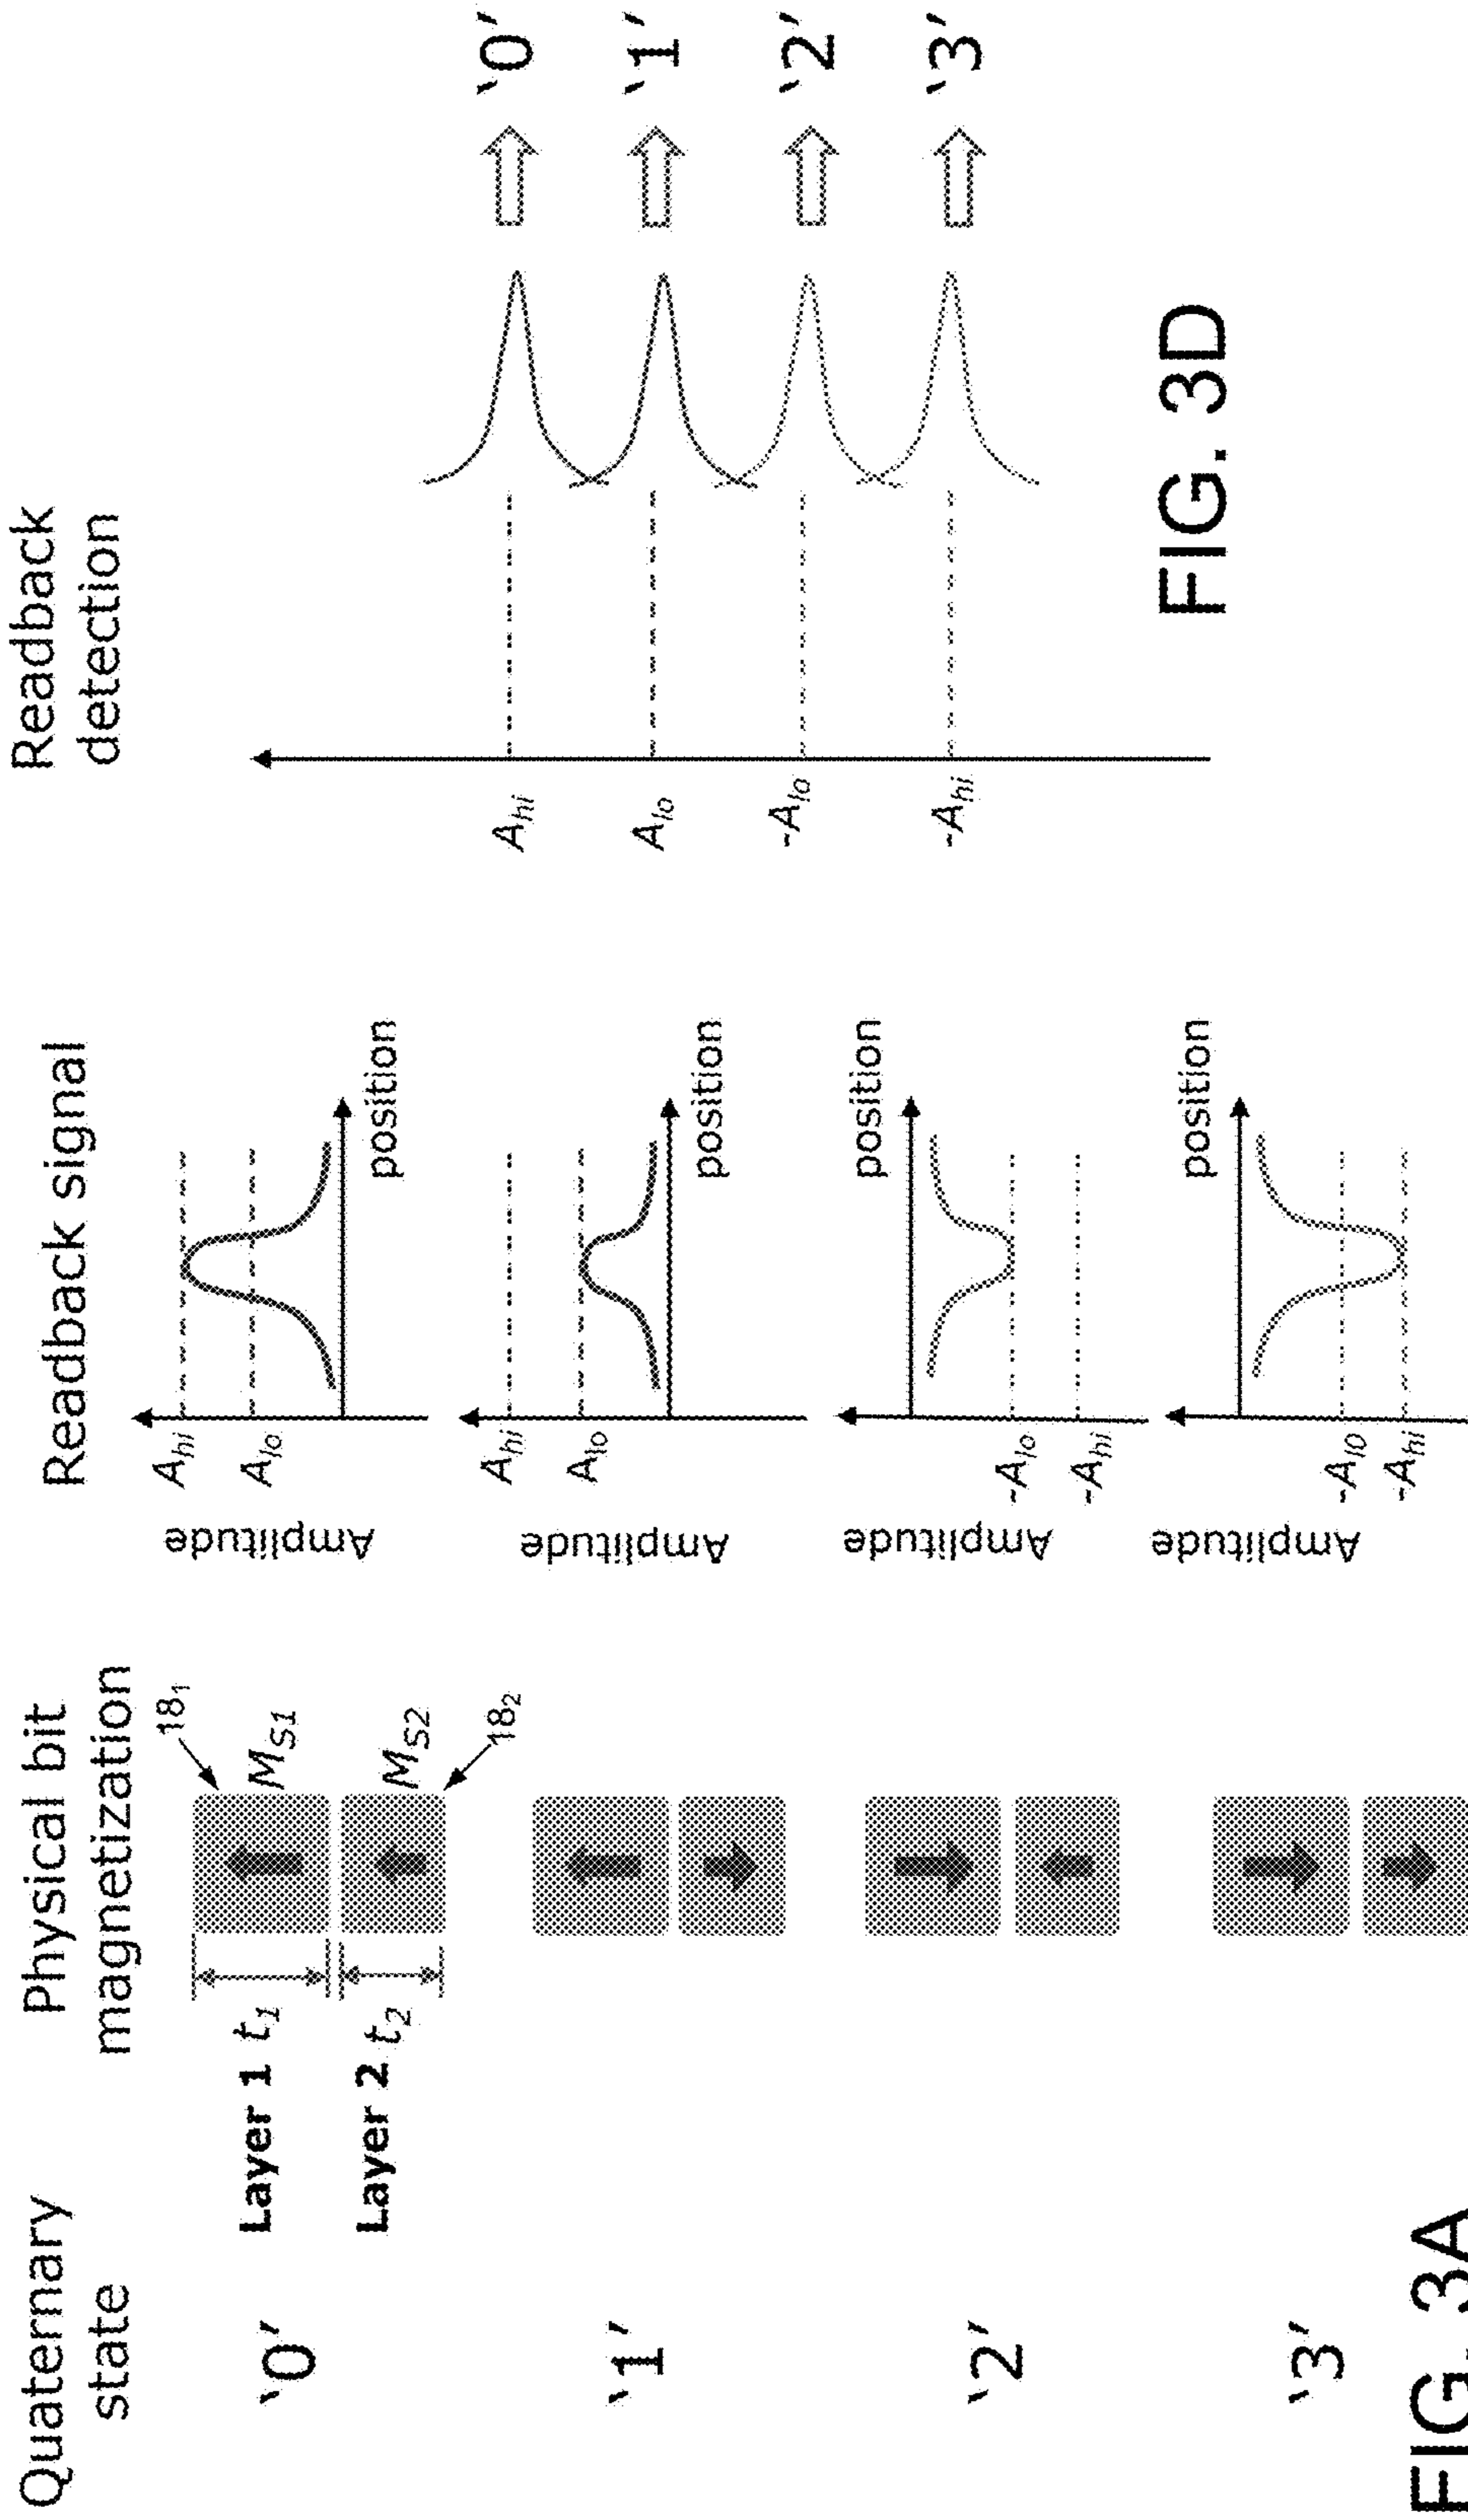 Quaternary
state
Physical bit
magnetization
Readback signal
Readback
detection
'0'
Layer 1 t1
Layer 2 t2
18₁
MS1
MS2
18₂
Amplitude
Ahi
Alo
position
'1'
Amplitude
Ahi
Alo
position
'2'
Amplitude
-Alo
-Ahi
position
'3'
Amplitude
-Al0
-Ahi
position
Ahi
Alo
-Alo
-Ahi
'0'
'1'
'2'
'3'
FIG. 3A
FIG. 3D